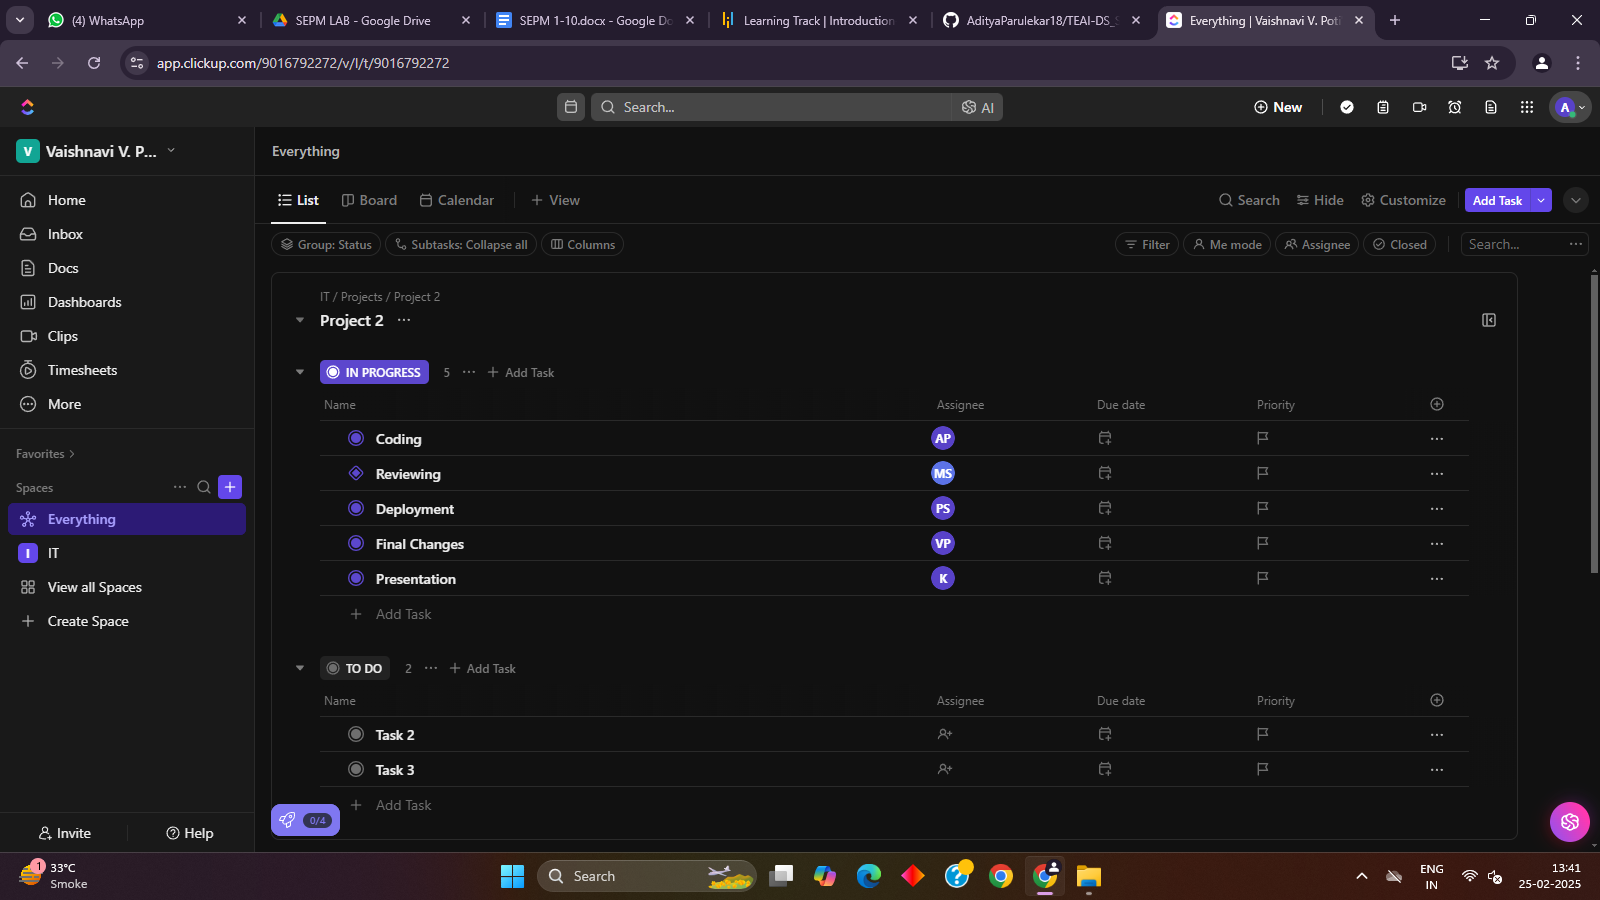 (4) WhatsApp
SEPM LAB - Google Drive
SEPM 1-10.docx - Google Do
Learning Track | Introduction
AdityaParulekar18/TEAI-DS_S
Everything | Vaishnavi V. Poti
app.clickup.com/9016792272/v/l/t/9016792272
Search...
AI
New
A
V
Vaishnavi V. P...
Home
Inbox
Docs
Dashboards
Clips
Timesheets
More
Favorites
Spaces
Everything
I
IT
View all Spaces
Create Space
Invite
Help
Everything
List
Board
Calendar
View
Search
Hide
Customize
Add Task
Group: Status
Subtasks: Collapse all
Columns
Filter
Me mode
Assignee
Closed
Search...
IT / Projects / Project 2
Project 2
IN PROGRESS 5 Add Task
Name Assignee Due date Priority
Coding AP
Reviewing MS
Deployment PS
Final Changes VP
Presentation K
Add Task
TO DO 2 Add Task
Name Assignee Due date Priority
Task 2
Task 3
Add Task
0/4
1
33°C
Smoke
Search
ENG
IN
13:41
25-02-2025